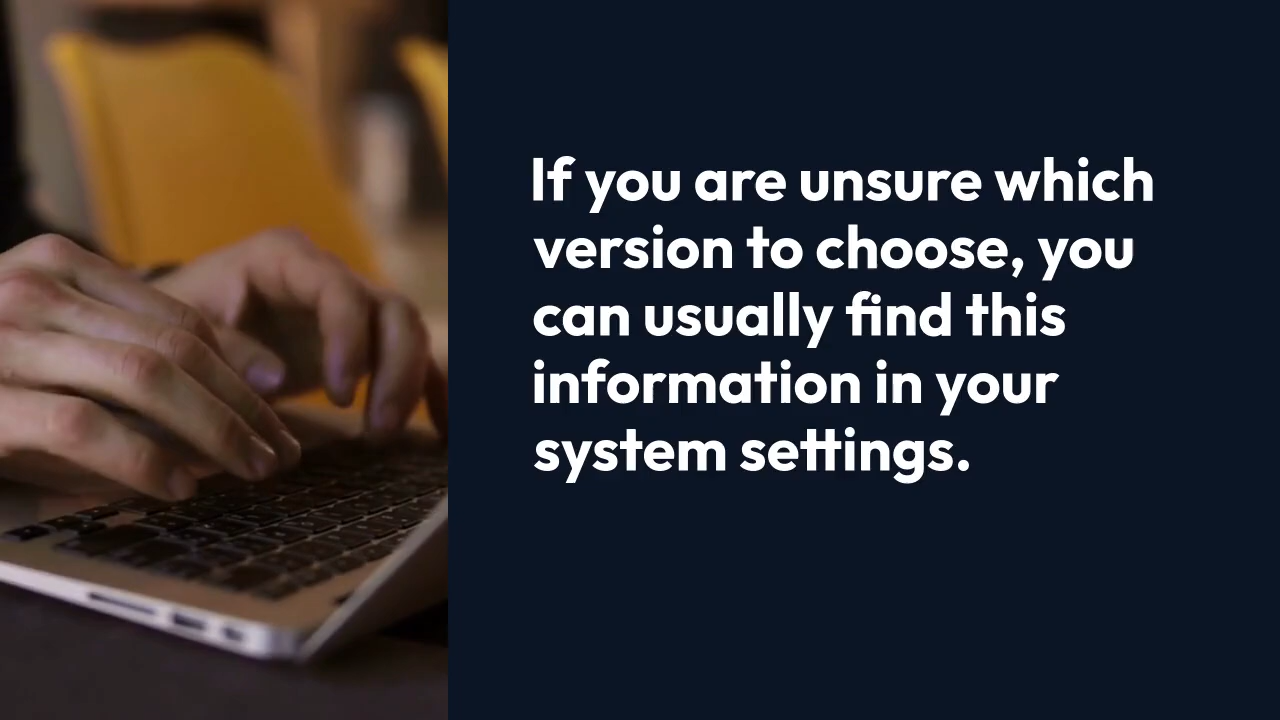 If you are unsure which
version to choose, you
can usually find this
information in your
system settings.